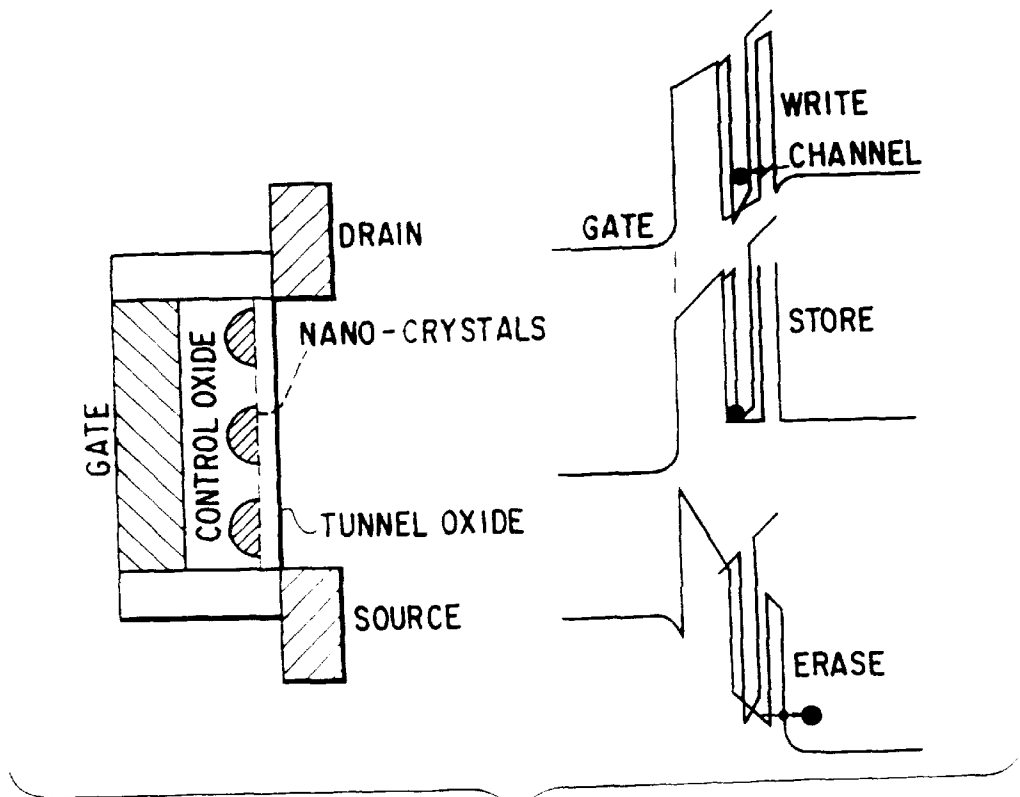 DRAIN
NANO-CRYSTALS
GATE
CONTROL OXIDE
TUNNEL OXIDE
SOURCE
WRITE
CHANNEL
GATE
STORE
ERASE